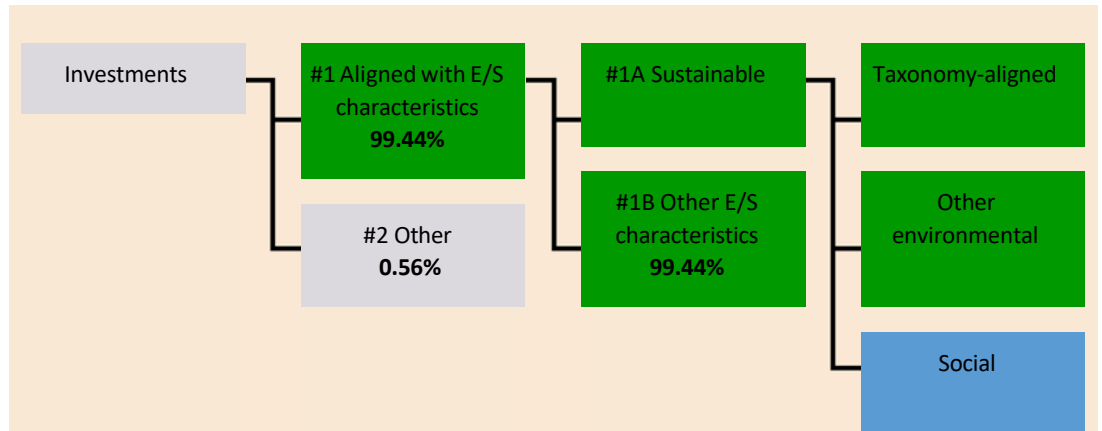 Investments
#1 Aligned with E/S
characteristics
99.44%
#2 Other
0.56%
#1A Sustainable
#1B Other E/S
characteristics
99.44%
Taxonomy-aligned
Other
environmental
Social